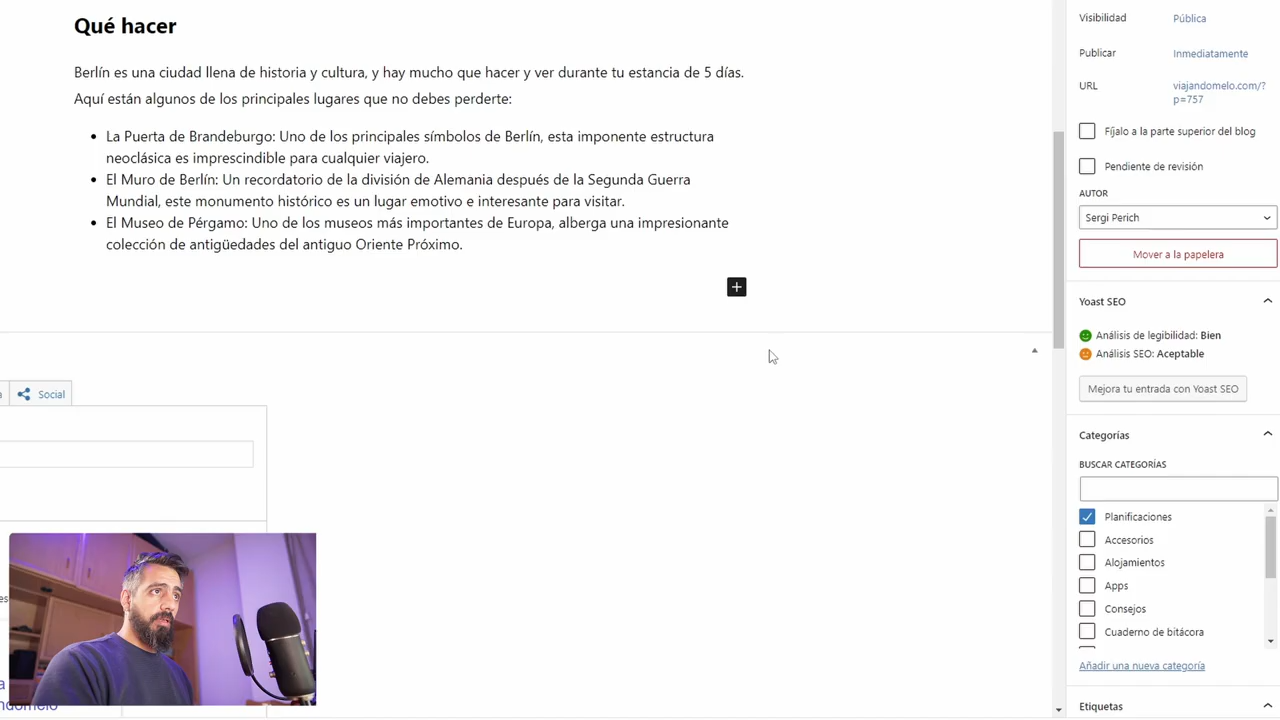 Qué hacer
Berlín es una ciudad llena de historia y cultura, y hay mucho que hacer y ver durante tu estancia de 5 días.
Aquí están algunos de los principales lugares que no debes perderte:
La Puerta de Brandeburgo: Uno de los principales símbolos de Berlín, esta imponente estructura
neoclásica es imprescindible para cualquier viajero.
El Muro de Berlín: Un recordatorio de la división de Alemania después de la Segunda Guerra
Mundial, este monumento histórico es un lugar emotivo e interesante para visitar.
El Museo de Pérgamo: Uno de los museos más importantes de Europa, alberga una impresionante
colección de antigüedades del antiguo Oriente Próximo.
Social
Visibilidad Pública
Publicar Inmediatamente
URL viajandomelo.com/?
p=757
Fíjalo a la parte superior del blog
Pendiente de revisión
AUTOR
Sergi Perich
Mover a la papelera
Yoast SEO
Análisis de legibilidad: Bien
Análisis SEO: Aceptable
Mejora tu entrada con Yoast SEO
Categorías
BUSCAR CATEGORÍAS
Planificaciones
Accesorios
Alojamientos
Apps
Consejos
Cuaderno de bitácora
Añadir una nueva categoría
Etiquetas